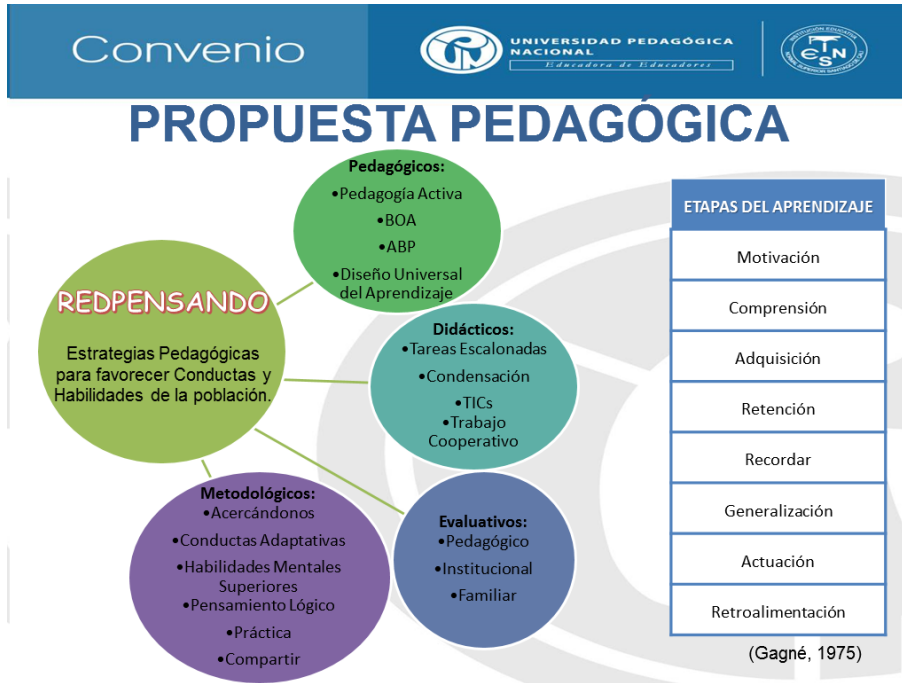 Convenio
UNIVERSIDAD PEDAGÓGICA
NACIONAL
Educadora de Educadores
PROPUESTA PEDAGÓGICA
REDPENSANDO
Estrategias Pedagógicas
para favorecer Conductas y
Habilidades de la población.
Pedagógicos:
•Pedagogía Activa
•BOA
•ABP
•Diseño Universal
del Aprendizaje
Didácticos:
•Tareas Escalonadas
•Condensación
•TICs
•Trabajo
Cooperativo
Metodológicos:
•Acercándonos
•Conductas Adaptativas
•Habilidades Mentales
Superiores
•Pensamiento Lógico
•Práctica
•Compartir
Evaluativos:
•Pedagógico
•Institucional
•Familiar
ETAPAS DEL APRENDIZAJE
Motivación
Comprensión
Adquisición
Retención
Recordar
Generalización
Actuación
Retroalimentación
(Gagné, 1975)